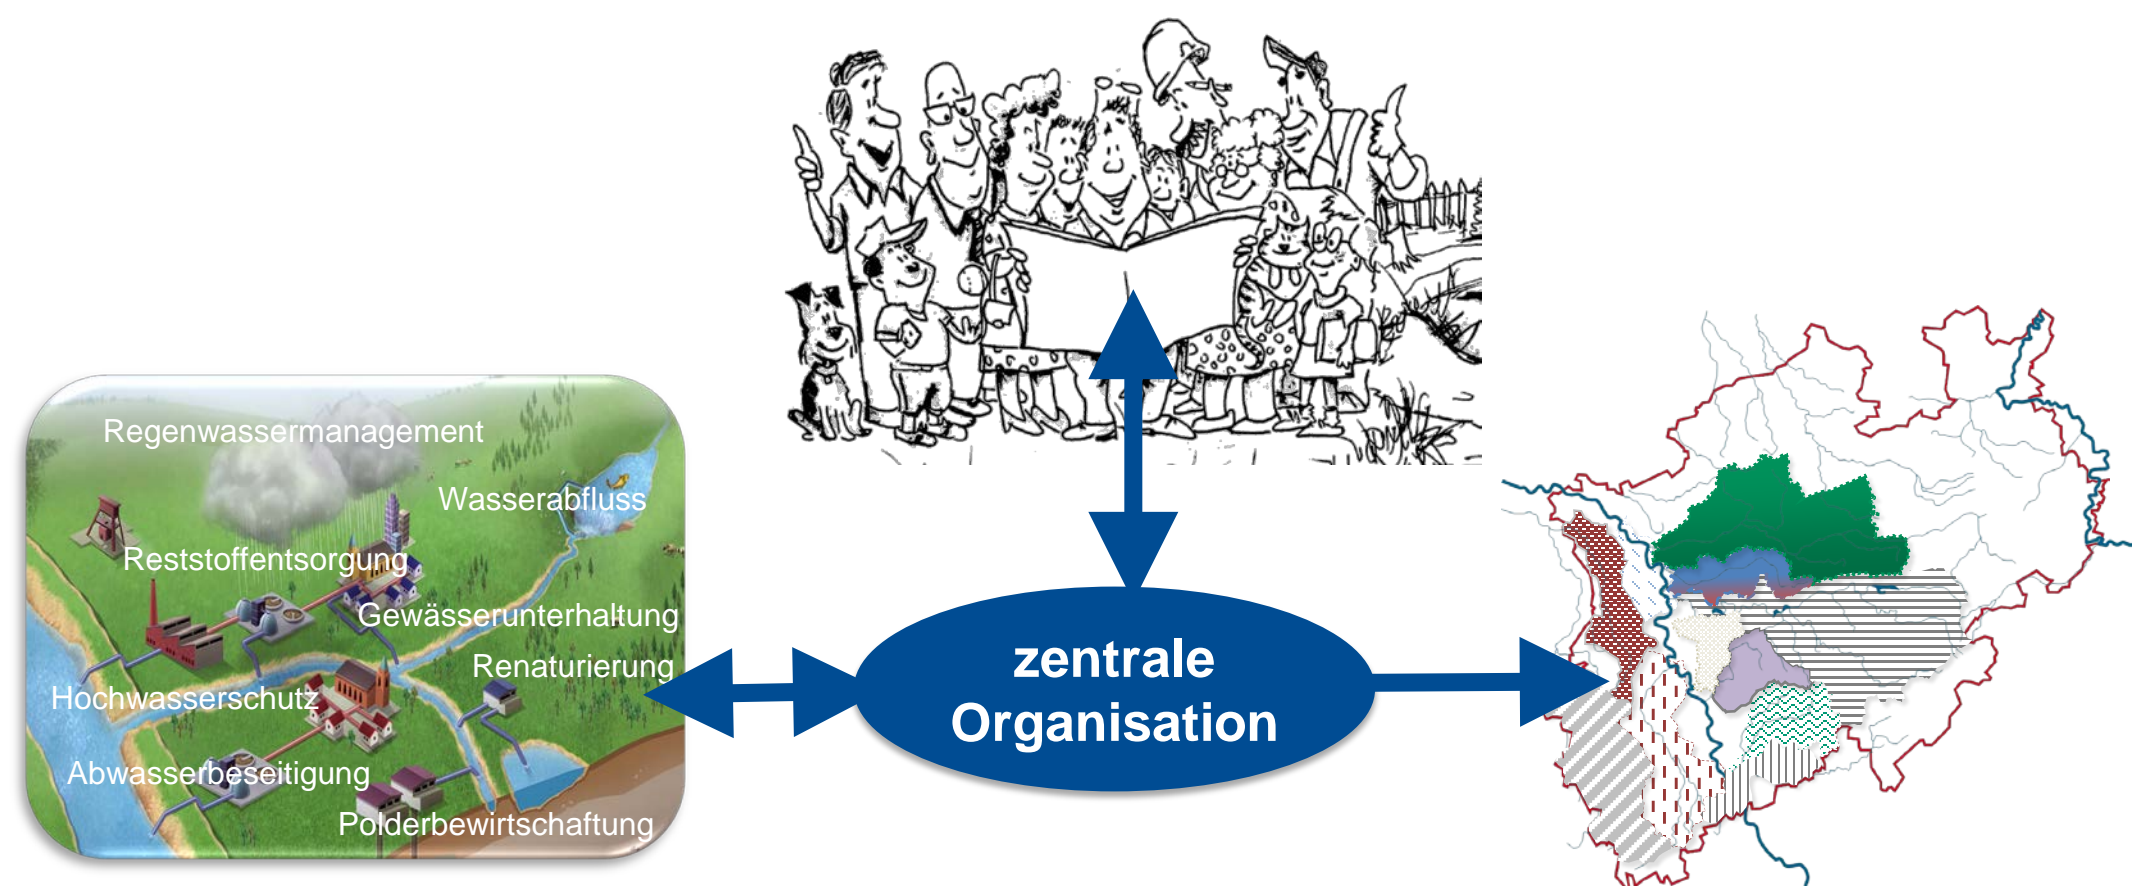 Regenwassermanagement
Wasserabfluss
Reststoffentsorgung
Gewässerunterhaltung
Renaturierung
Hochwasserschutz
Abwasserbeseitigung
Polderbewirtschaftung
zentrale
Organisation